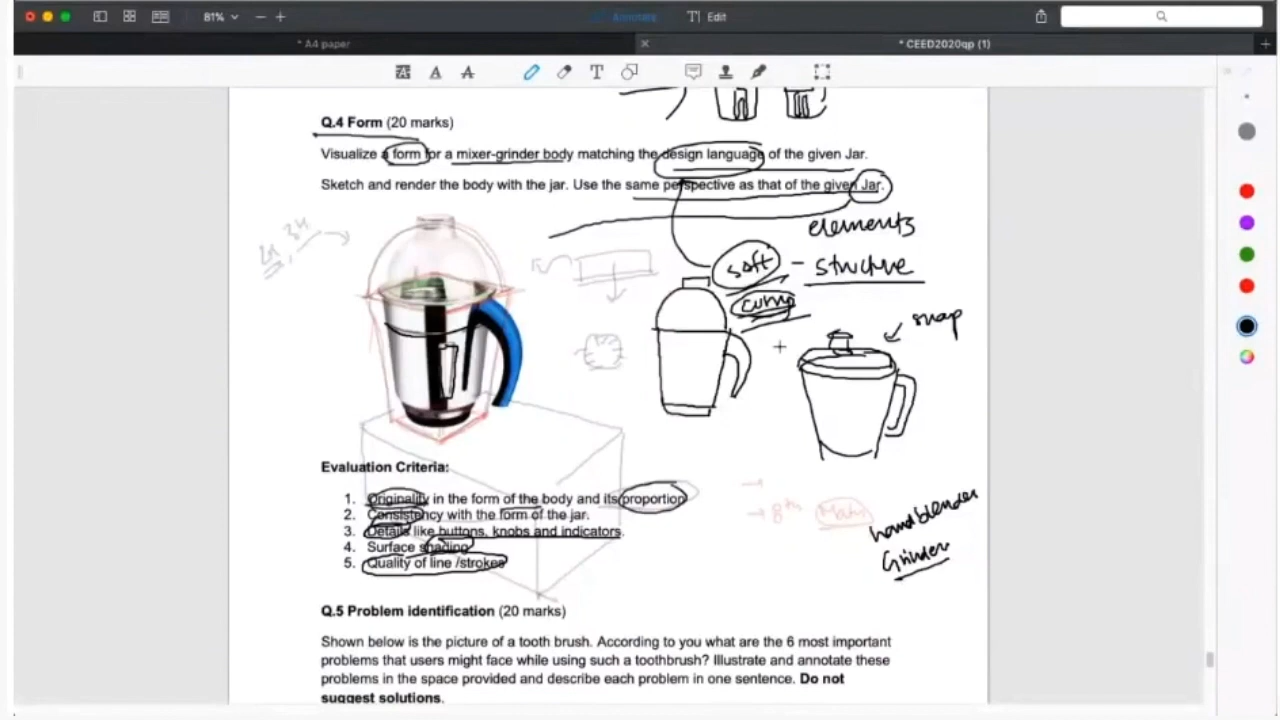 81%
Annotate
T| Edit
* A4 paper
* CEED2020qp (1)
Q.4 Form (20 marks)
Visualize a form for a mixer-grinder body matching the design language of the given Jar.
Sketch and render the body with the jar. Use the same perspective as that of the given Jar.
elements
soft - structure
snap
Evaluation Criteria:
1. Originality in the form of the body and its proportion
2. Consistency with the form of the jar.
3. Details like buttons, knobs and indicators.
4. Surface shading
5. Quality of line /strokes
8th Main
handblender
Grinder
Q.5 Problem identification (20 marks)
Shown below is the picture of a tooth brush. According to you what are the 6 most important
problems that users might face while using such a toothbrush? Illustrate and annotate these
problems in the space provided and describe each problem in one sentence. Do not
suggest solutions.